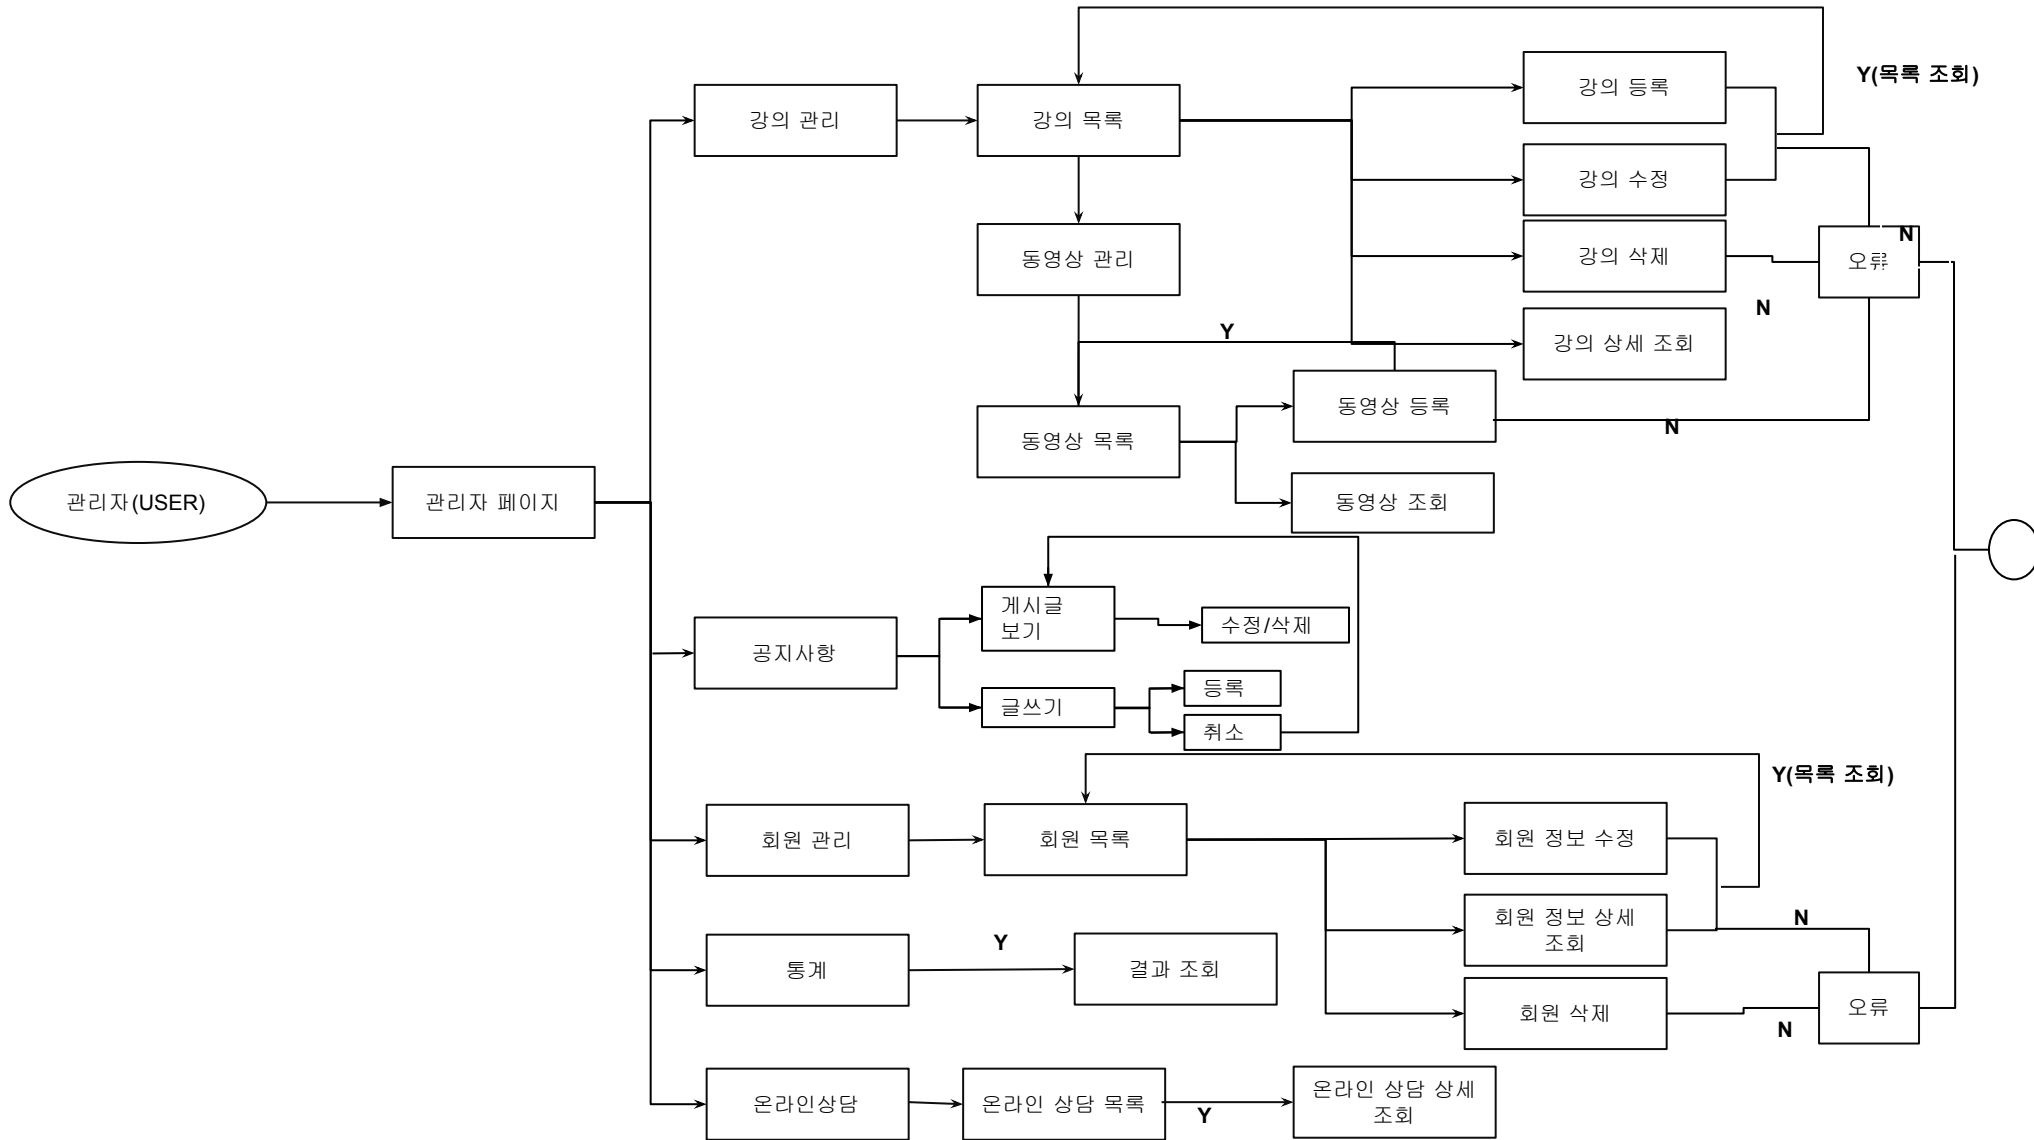 Y(목록 조회)
강의 등록
강의 관리
강의 목록
강의 수정
N
강의 삭제
오류
동영상 관리
N
Y
강의 상세 조회
동영상 등록
N
동영상 목록
동영상 조회
관리자(USER)
관리자 페이지
게시글
보기
수정/삭제
공지사항
등록
글쓰기
취소
Y(목록 조회)
회원 관리
회원 목록
회원 정보 수정
회원 정보 상세
조회
N
통계
Y
결과 조회
회원 삭제
N
오류
온라인상담
온라인 상담 목록
Y
온라인 상담 상세
조회